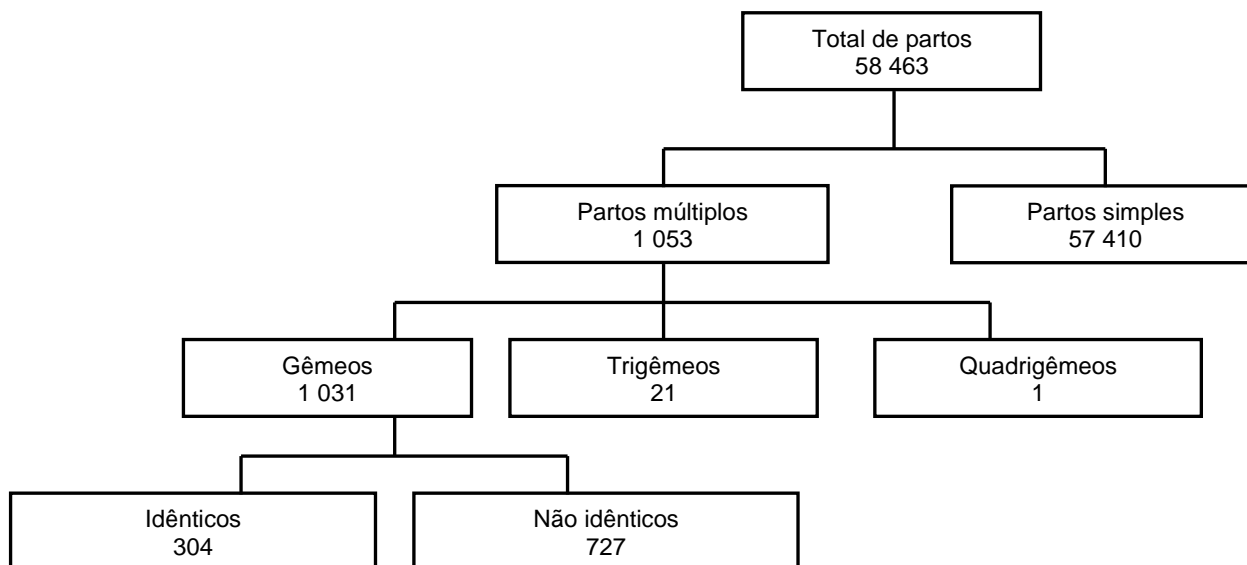 Total de partos
58 463
Partos múltiplos
1 053
Partos simples
57 410
Gêmeos
1 031
Trigêmeos
21
Quadrigêmeos
1
Idênticos
304
Não idênticos
727